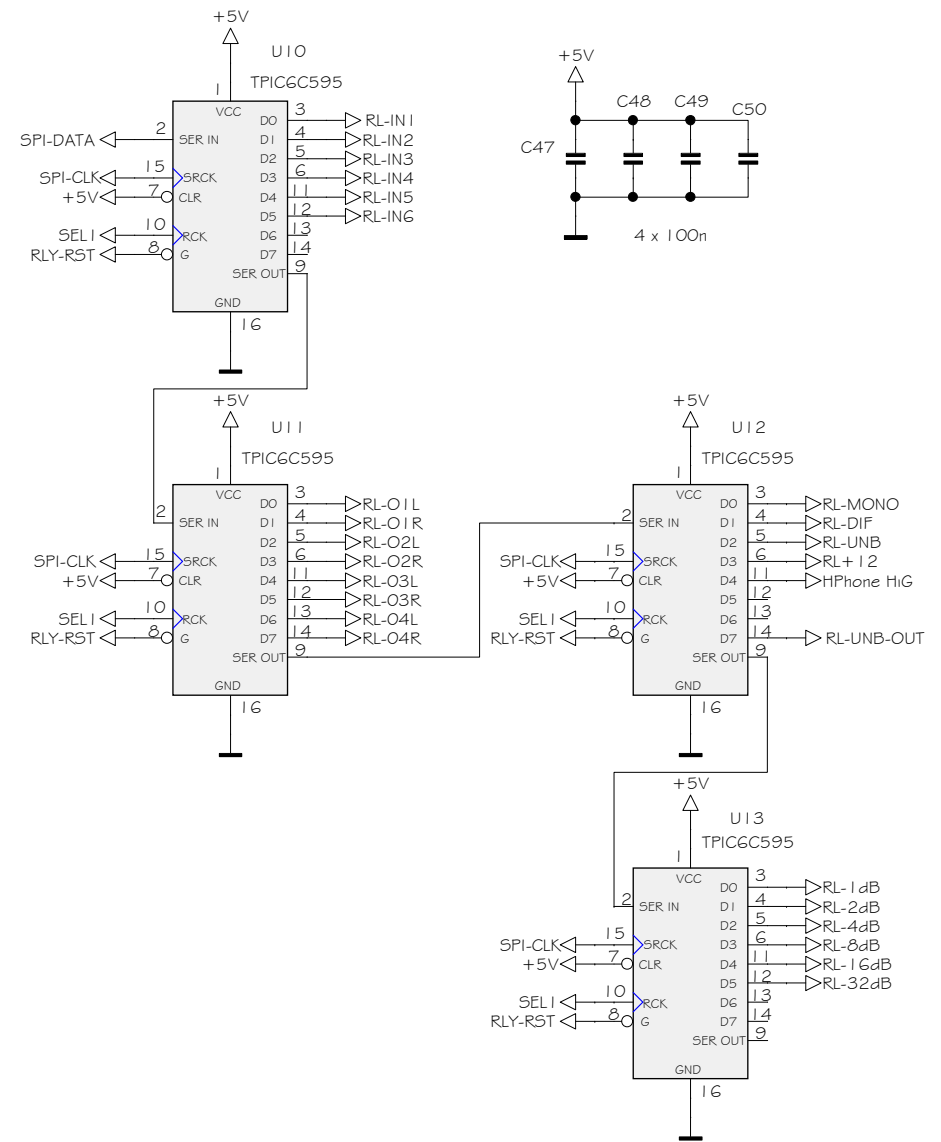 +5V
U10
TPIC6C595
1
VCC
SPI-DATA 2 SER IN
SPI-CLK 15 SRCK
+5V 7 CLR
SEL1 10 RCK
RLY-RST 8 G
D0 3 RL-IN1
D1 4 RL-IN2
D2 5 RL-IN3
D3 6 RL-IN4
D4 11 RL-IN5
D5 12 RL-IN6
D6 13
D7 14
SER OUT 9
GND
16
+5V
C47
C48
C49
C50
4 x 100n
+5V
U11
TPIC6C595
1
VCC
2 SER IN
SPI-CLK 15 SRCK
+5V 7 CLR
SEL1 10 RCK
RLY-RST 8 G
D0 3 RL-O1L
D1 4 RL-O1R
D2 5 RL-O2L
D3 6 RL-O2R
D4 11 RL-O3L
D5 12 RL-O3R
D6 13 RL-O4L
D7 14 RL-O4R
SER OUT 9
GND
16
+5V
U12
TPIC6C595
1
VCC
2 SER IN
SPI-CLK 15 SRCK
+5V 7 CLR
SEL1 10 RCK
RLY-RST 8 G
D0 3 RL-MONO
D1 4 RL-DIF
D2 5 RL-UNB
D3 6 RL+12
D4 11 HPhone HiG
D5 12
D6 13
D7 14 RL-UNB-OUT
SER OUT 9
GND
16
+5V
U13
TPIC6C595
1
VCC
2 SER IN
SPI-CLK 15 SRCK
+5V 7 CLR
SEL1 10 RCK
RLY-RST 8 G
D0 3 RL-1dB
D1 4 RL-2dB
D2 5 RL-4dB
D3 6 RL-8dB
D4 11 RL-16dB
D5 12 RL-32dB
D6 13
D7 14
SER OUT 9
GND
16